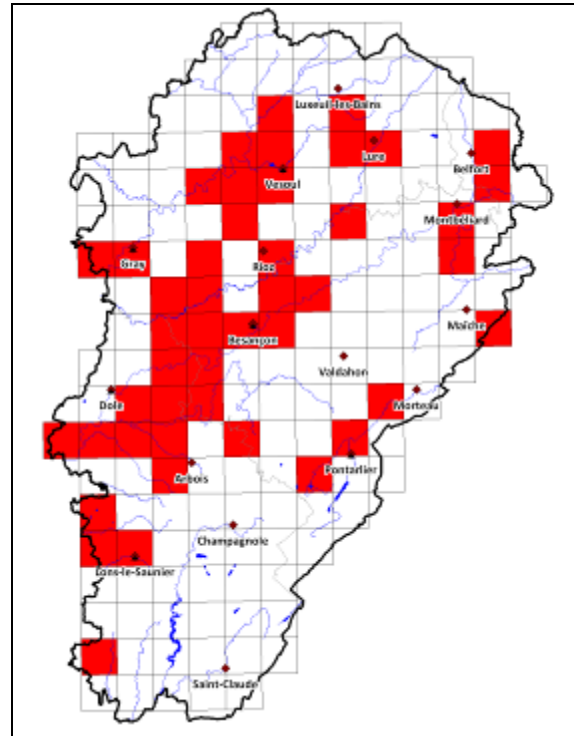 Luxeuil-les-Bains
Lure
Belfort
Vesoul
Montbéliard
Gray
Rioz
Maîche
Besançon
Valdahon
Dole
Morteau
Arbois
Pontarlier
Champagnole
Lons-le-Saunier
Saint-Claude